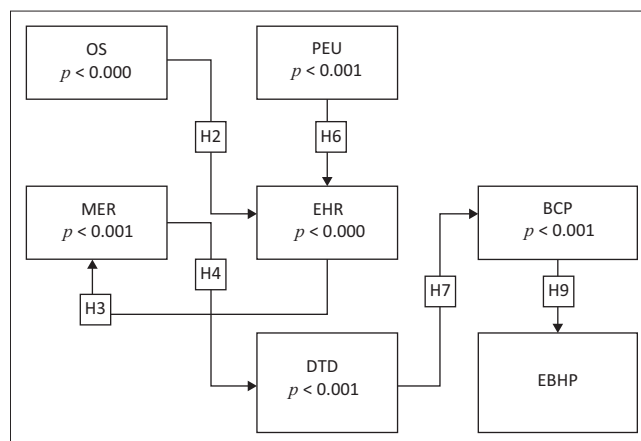 OS
p < 0.000
PEU
p < 0.001
H2
H6
MER
p < 0.001
EHR
p < 0.000
BCP
p < 0.001
H4
H7
H9
H3
DTD
p < 0.001
EBHP